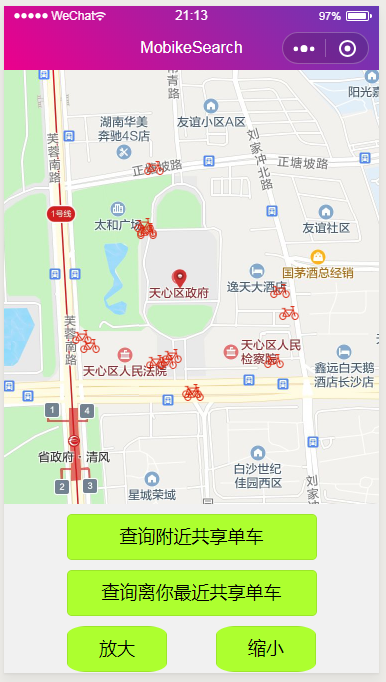 WeChat
21:13
97%
MobikeSearch
青路
阳光嘉
湖南华美
奔驰4S店
友谊小区A区
芙蓉南路
正塘坡路
刘家冲北路
正塘坡路
1号线
太和广场
友谊社区
国茅酒总经销
天心区政府
逸天大酒店
芙蓉南路
天心区人民法院
天心区人民
检察院
鑫远白天鹅
酒店长沙店
1
4
省政府·清风
2
3
白沙世纪
佳园西区
星城荣域
刘家冲
查询附近共享单车
查询离你最近共享单车
放大
缩小